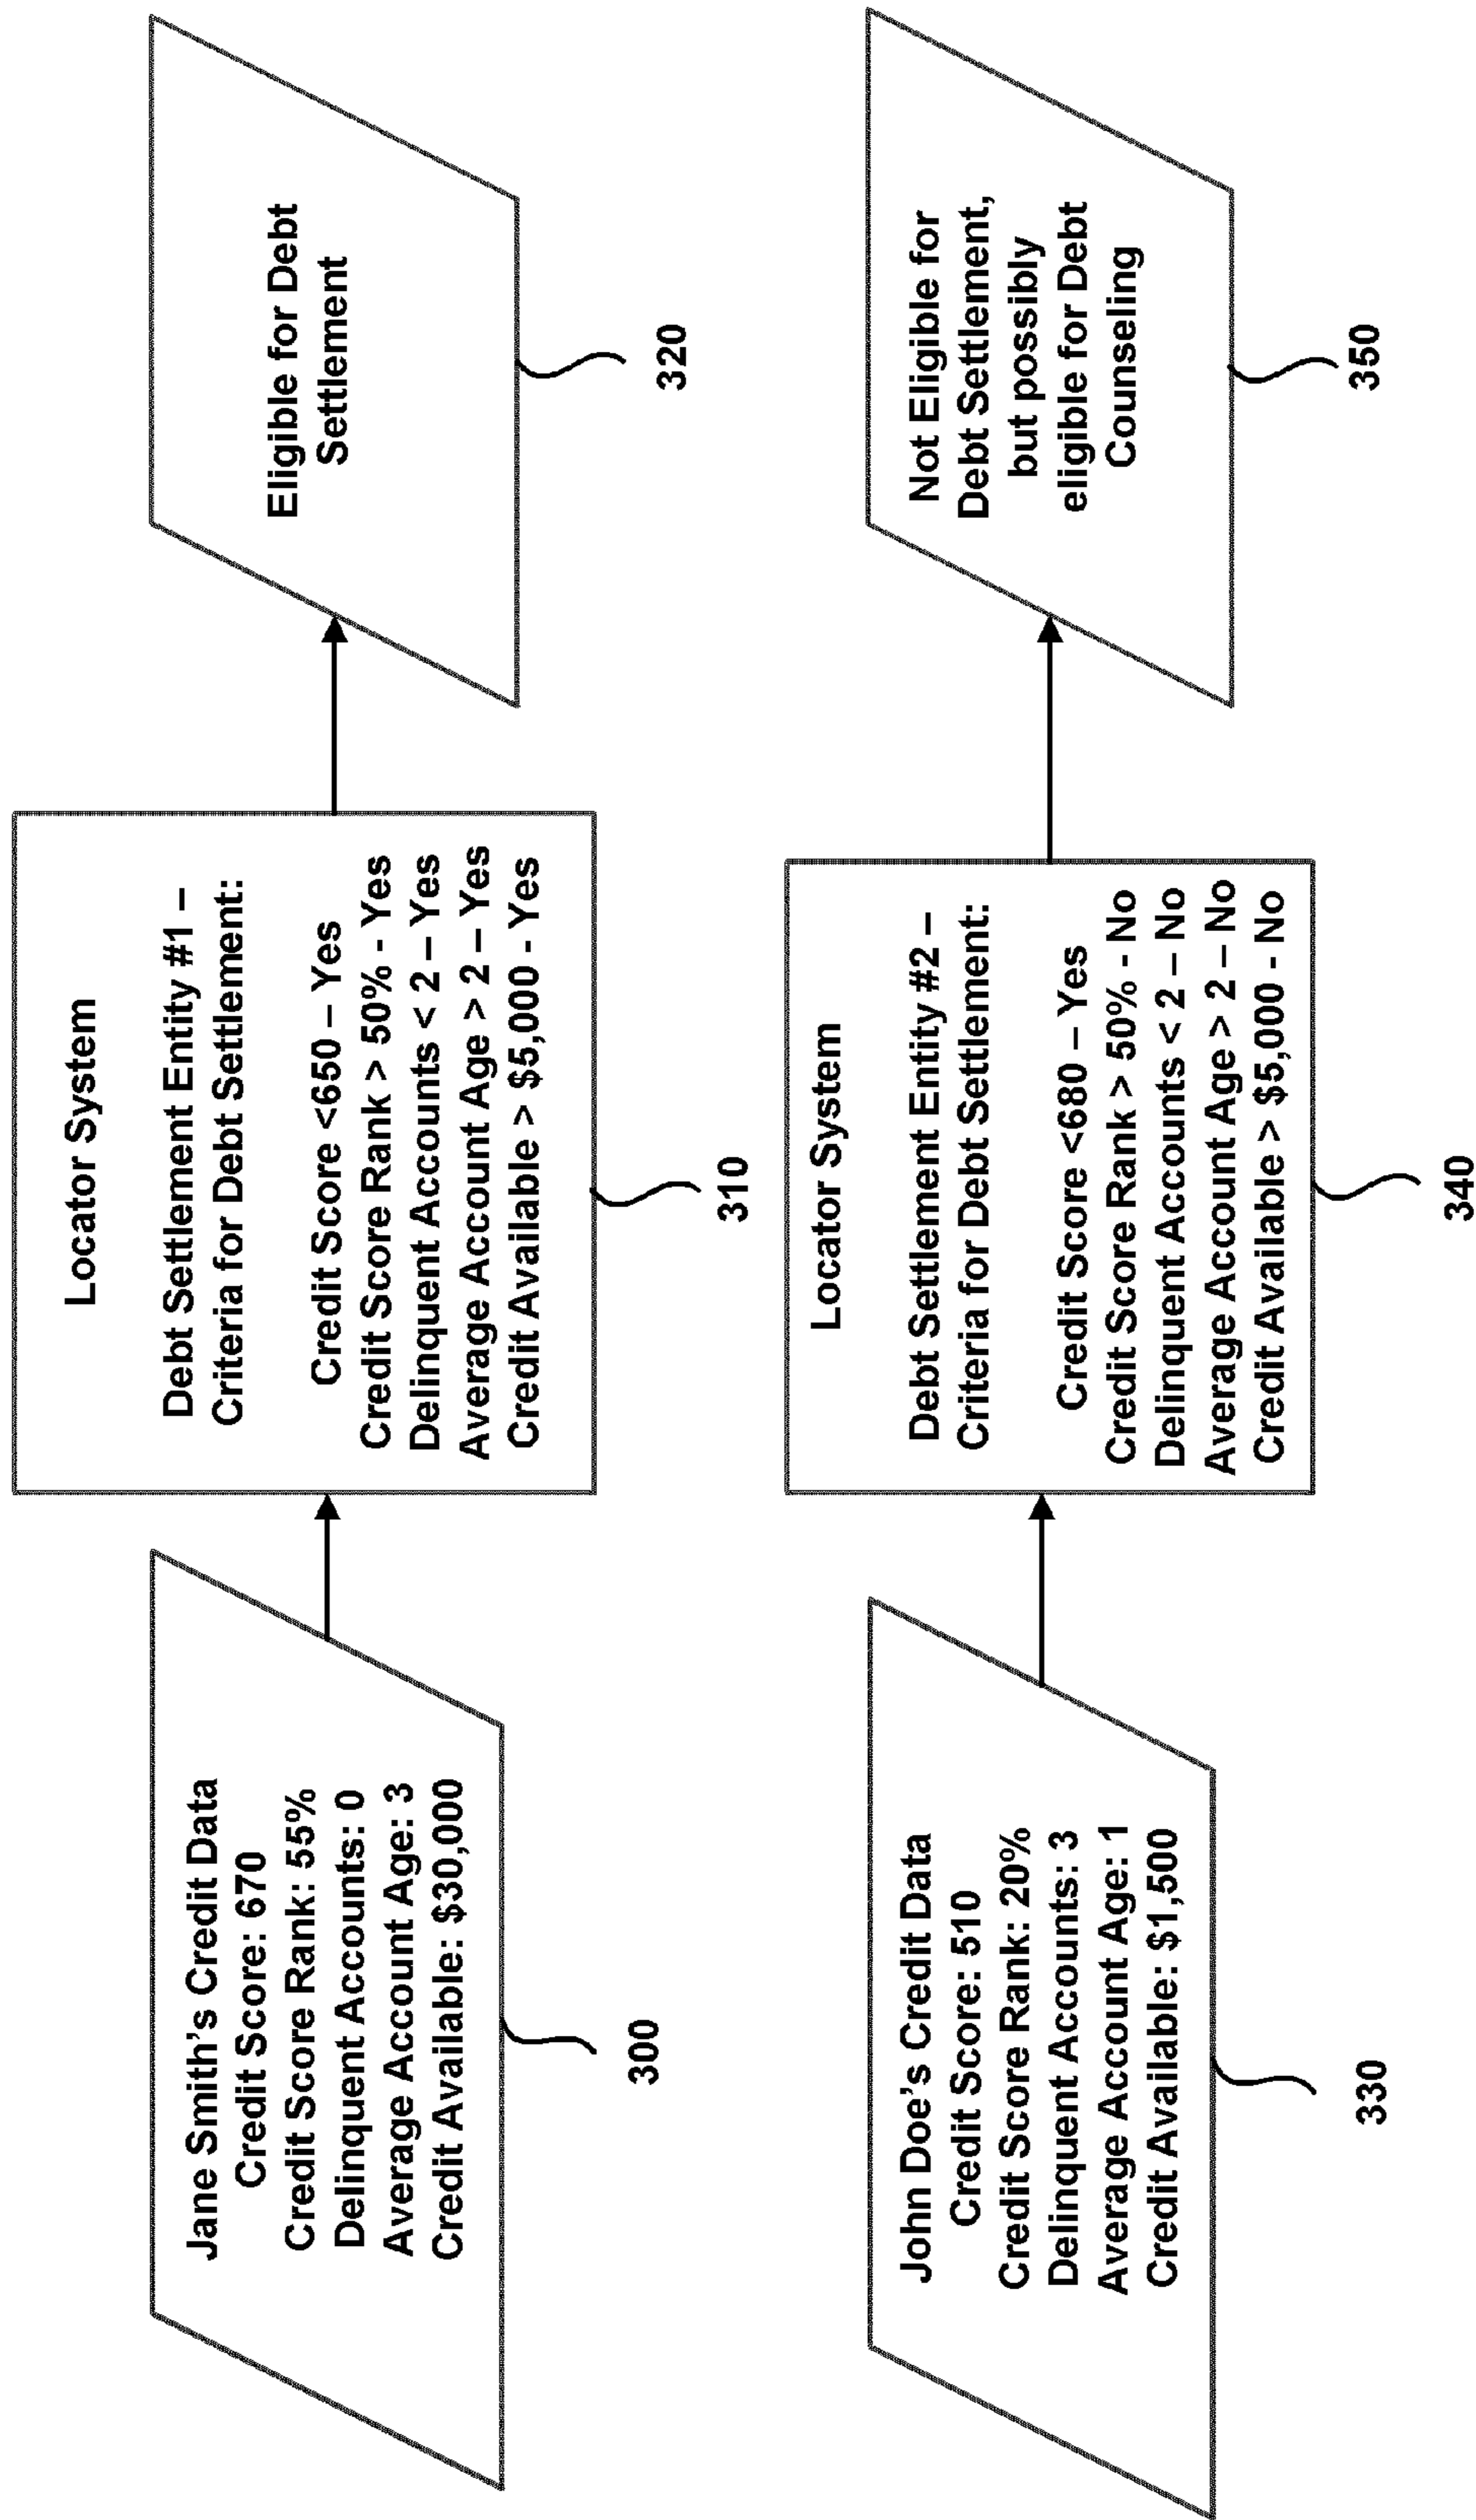 Jane Smith's Credit Data
Credit Score: 670
Credit Score Rank: 55%
Delinquent Accounts: 0
Average Account Age: 3
Credit Available: $30,000
300
Locator System
Debt Settlement Entity #1 –
Criteria for Debt Settlement:
Credit Score <650 – Yes
Credit Score Rank > 50% - Yes
Delinquent Accounts < 2 – Yes
Average Account Age > 2 – Yes
Credit Available > $5,000 - Yes
310
Eligible for Debt
Settlement
320
John Doe's Credit Data
Credit Score: 510
Credit Score Rank: 20%
Delinquent Accounts: 3
Average Account Age: 1
Credit Available: $1,500
330
Locator System
Debt Settlement Entity #2 –
Criteria for Debt Settlement:
Credit Score <680 – Yes
Credit Score Rank > 50% - No
Delinquent Accounts < 2 – No
Average Account Age > 2 – No
Credit Available > $5,000 - No
340
Not Eligible for
Debt Settlement,
but possibly
eligible for Debt
Counseling
350